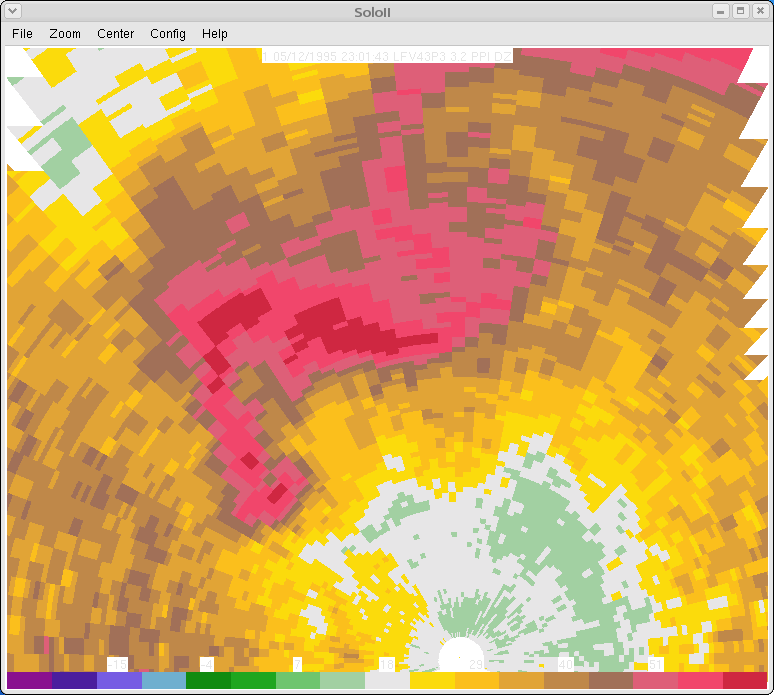 SoloII
File Zoom Center Config Help
1 05/12/1995 23:01:43 LFV43P3 3.2 PPI DZ
-15 -4 7 18 29 40 51